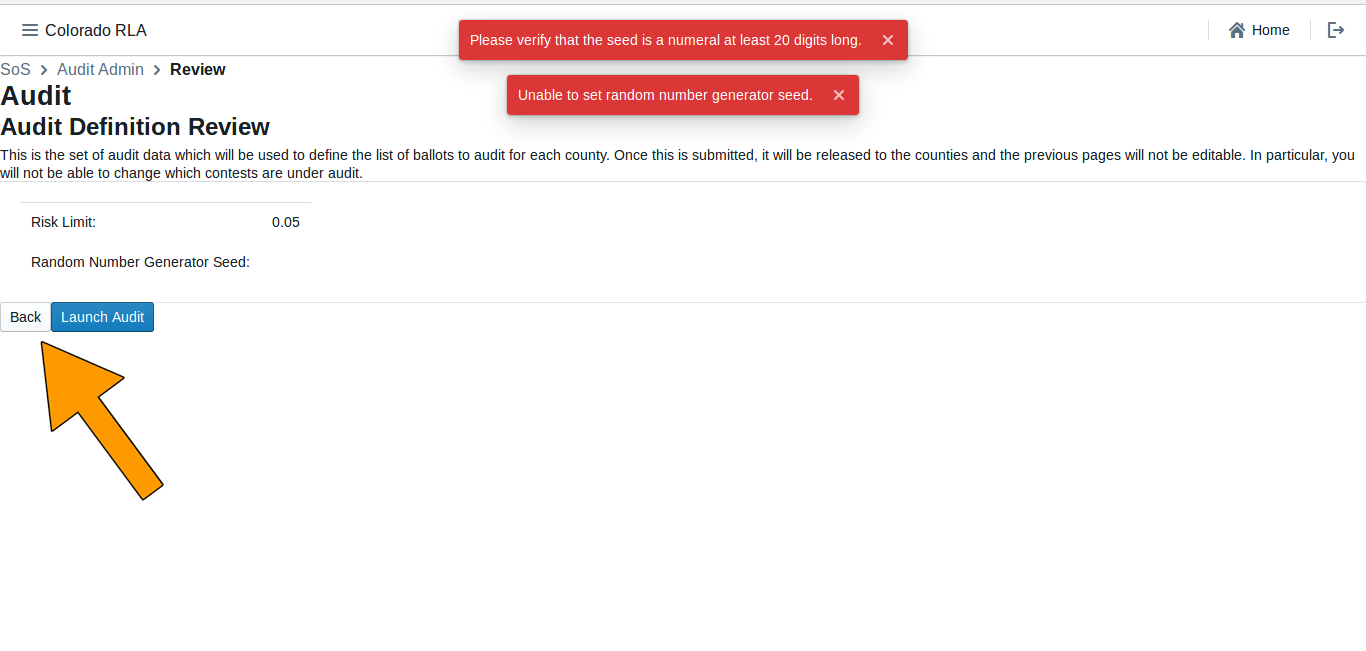 Colorado RLA
Please verify that the seed is a numeral at least 20 digits long.
Home
SoS Audit Admin Review
Unable to set random number generator seed.
Audit
Audit Definition Review
This is the set of audit data which will be used to define the list of ballots to audit for each county. Once this is submitted, it will be released to the counties and the previous pages will not be editable. In particular, you
will not be able to change which contests are under audit.
Risk Limit: 0.05
Random Number Generator Seed:
Back Launch Audit